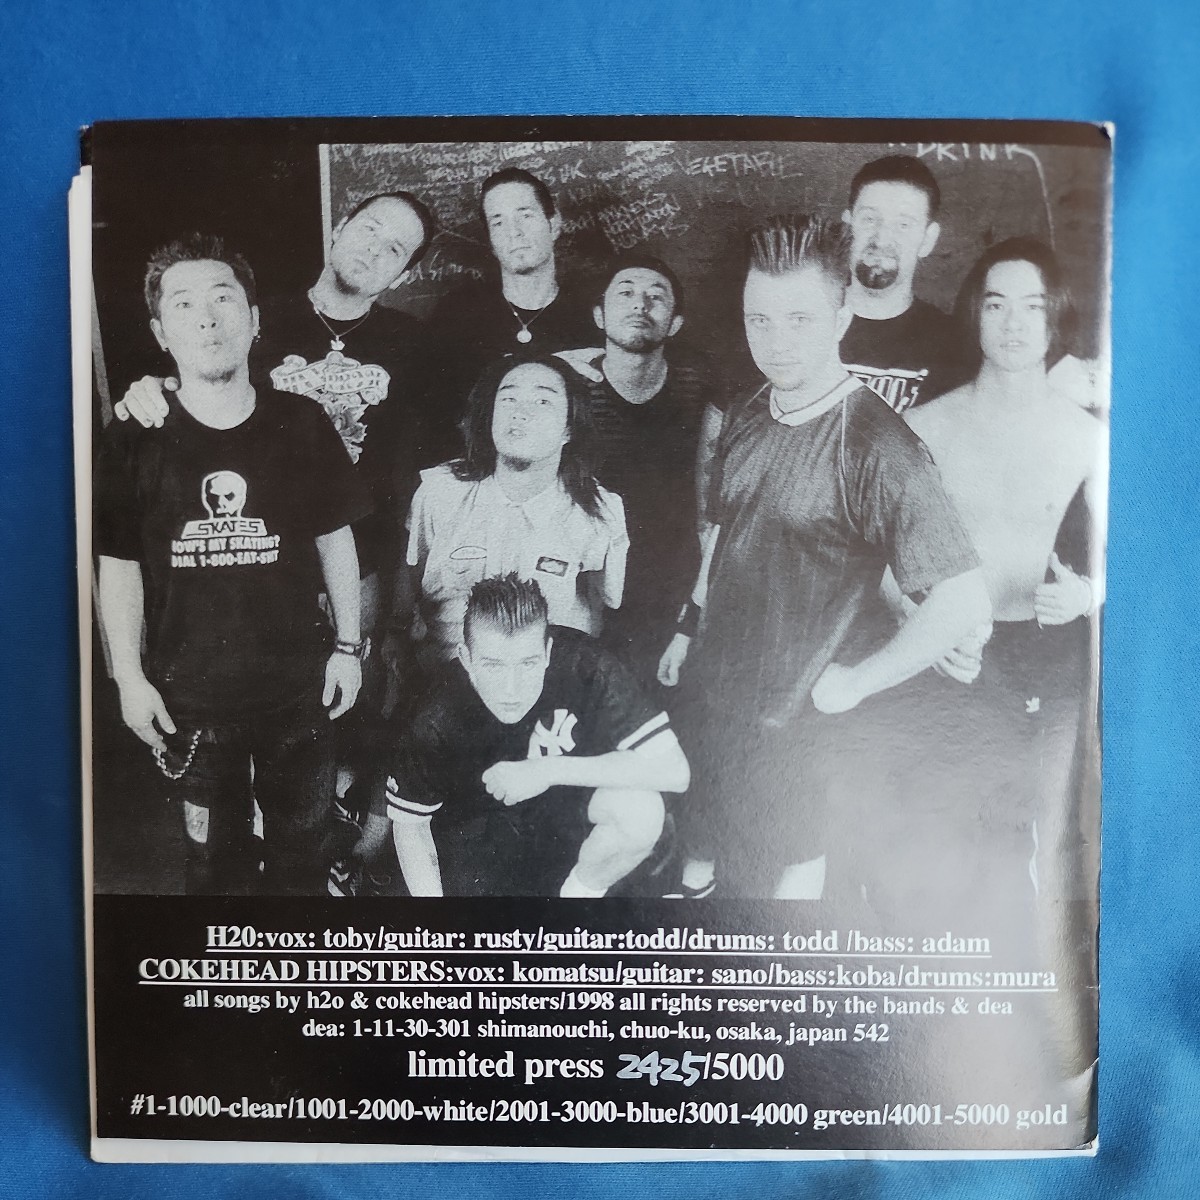 DRINK
VEGETABLE
SKATES
HOW'S MY SKATING?
DIAL 1-800-EAT-SHIT
NY
H20:vox: toby/guitar: rusty/guitar:todd/drums: todd /bass: adam
COKEHEAD HIPSTERS:vox: komatsu/guitar: sano/bass:koba/drums:mura
all songs by h2o & cokehead hipsters/1998 all rights reserved by the bands & dea
dea: 1-11-30-301 shimanouchi, chuo-ku, osaka, japan 542
limited press 2425/5000
#1-1000-clear/1001-2000-white/2001-3000-blue/3001-4000 green/4001-5000 gold